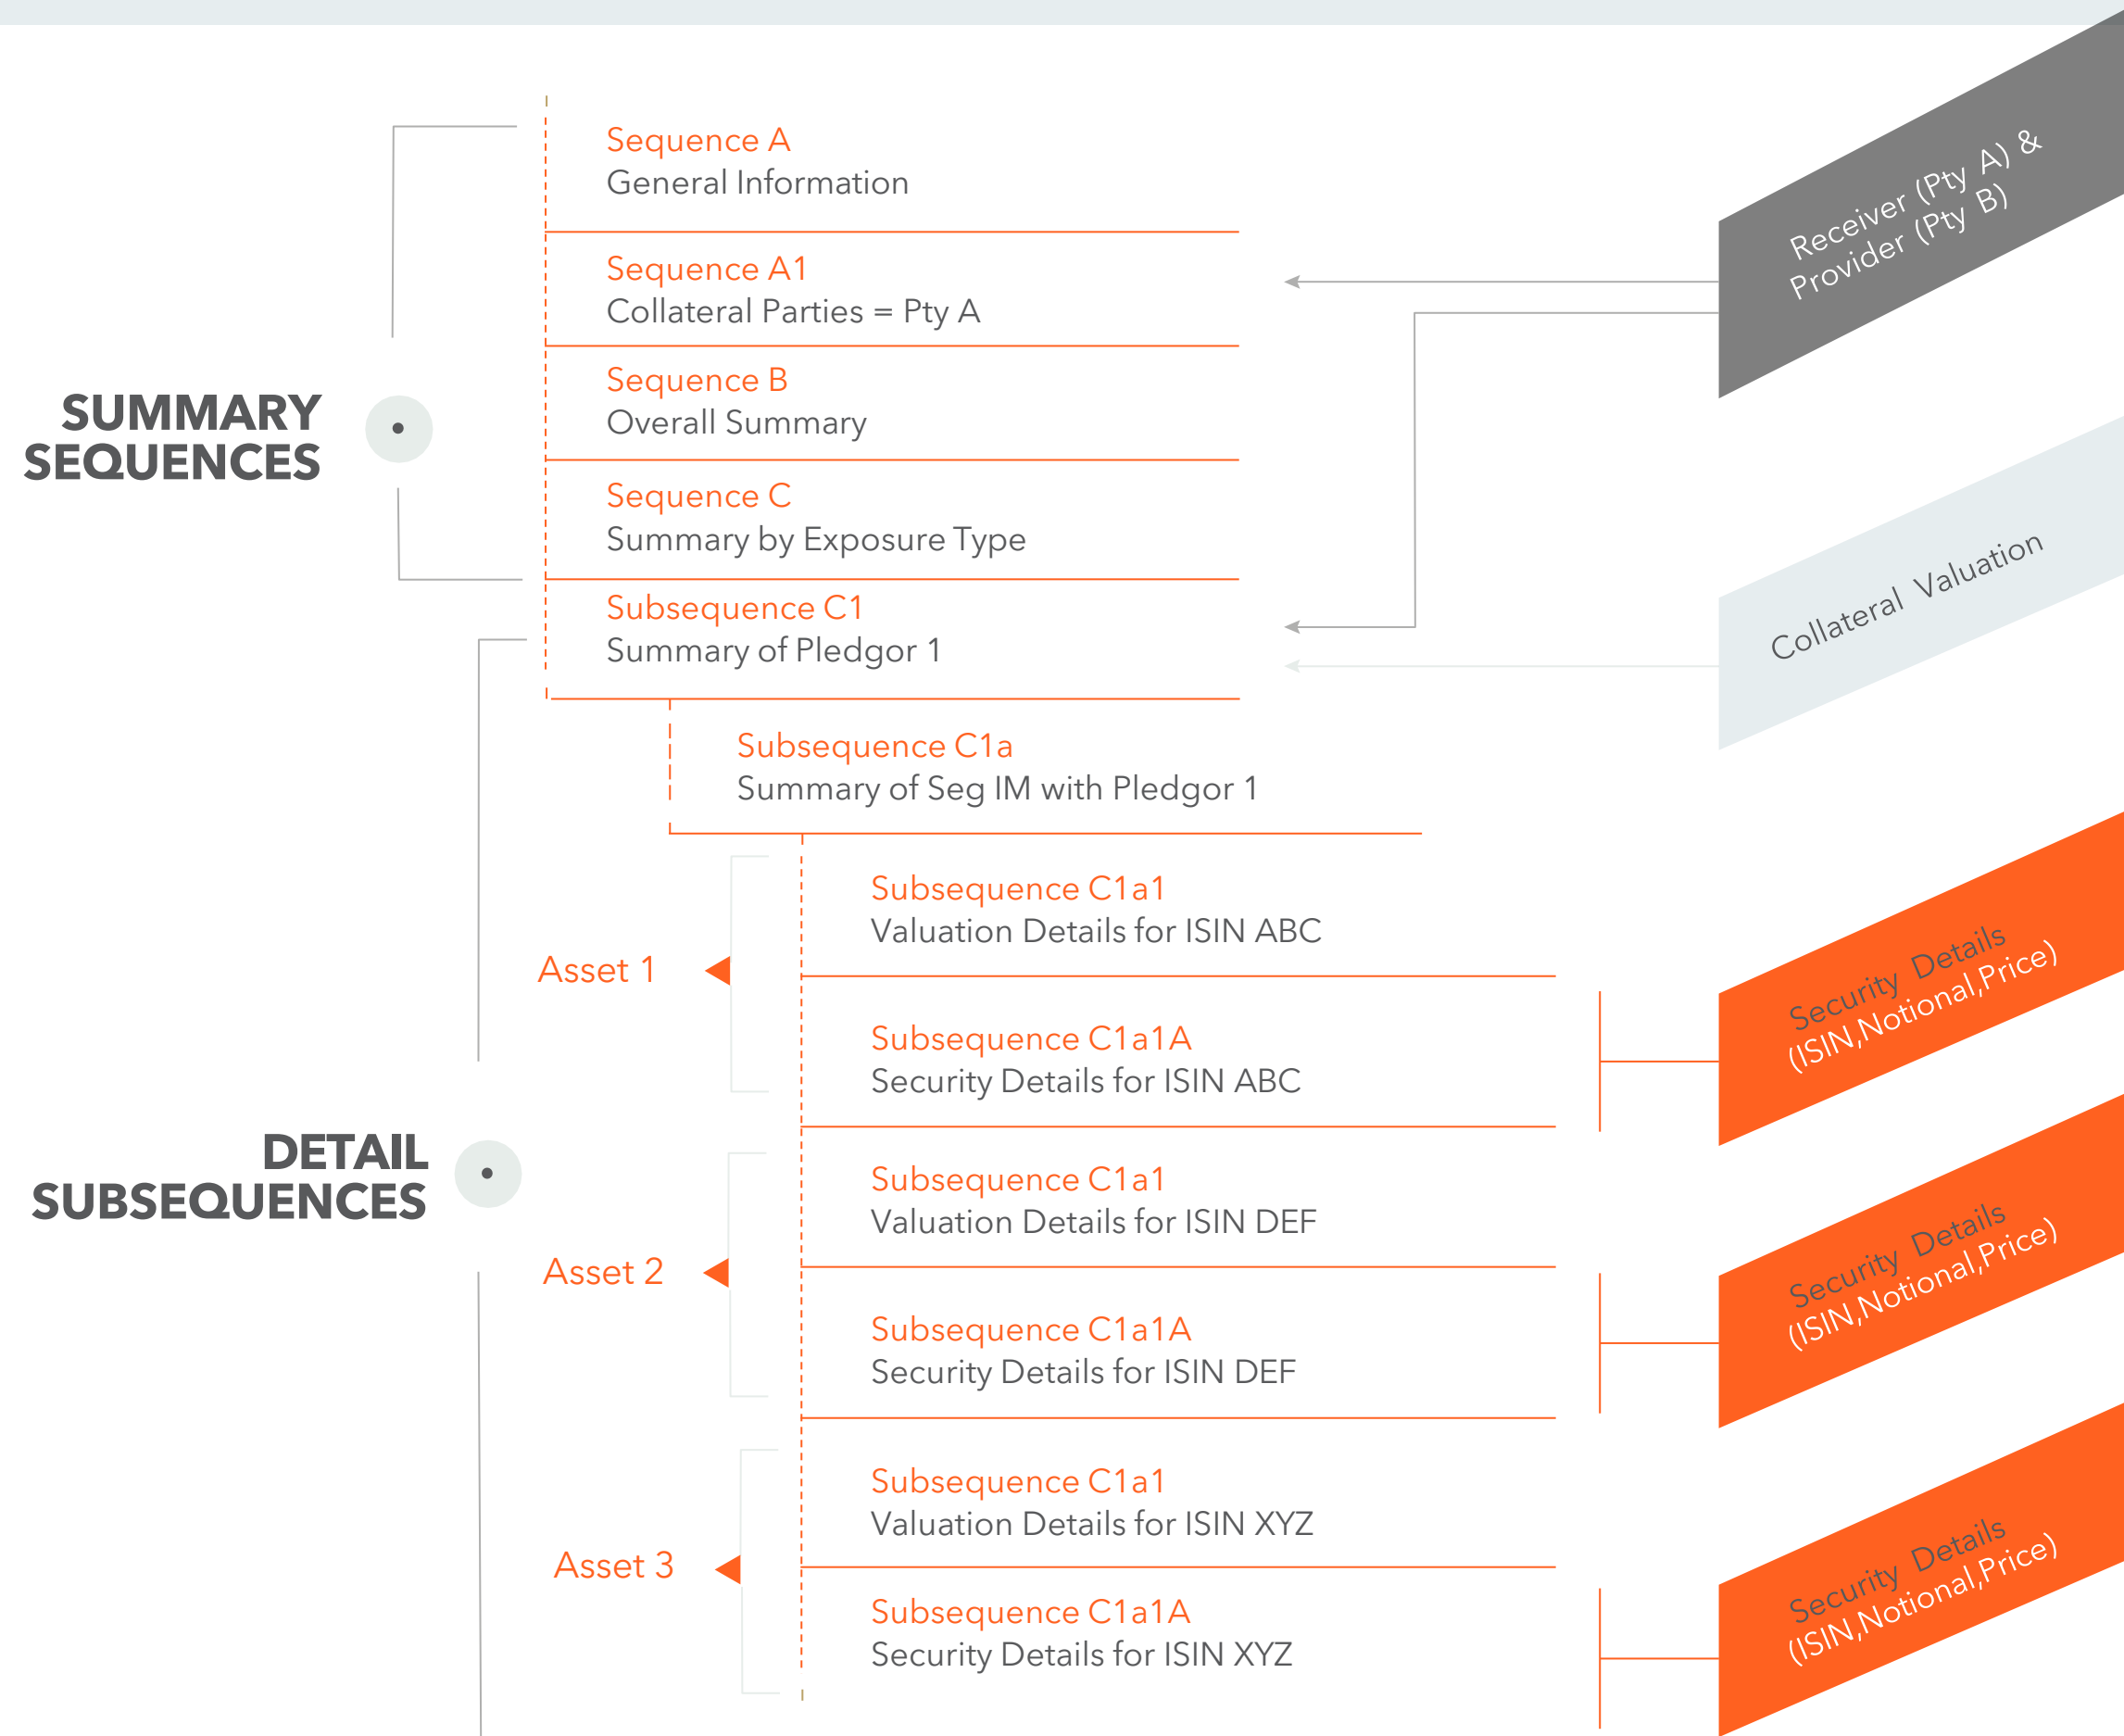 Sequence A
General Information
Receiver (Pty A) &
Provider (Pty B)
Sequence A1
Collateral Parties = Pty A
Sequence B
Overall Summary
SUMMARY
SEQUENCES
Sequence C
Summary by Exposure Type
Subsequence C1
Summary of Pledgor 1
Collateral Valuation
Subsequence C1a
Summary of Seg IM with Pledgor 1
Asset 1
Subsequence C1a1
Valuation Details for ISIN ABC
Subsequence C1a1A
Security Details for ISIN ABC
Security Details
(ISIN,Notional,Price)
DETAIL
SUBSEQUENCES
Asset 2
Subsequence C1a1
Valuation Details for ISIN DEF
Subsequence C1a1A
Security Details for ISIN DEF
Security Details
(ISIN,Notional,Price)
Asset 3
Subsequence C1a1
Valuation Details for ISIN XYZ
Subsequence C1a1A
Security Details for ISIN XYZ
Security Details
(ISIN,Notional,Price)